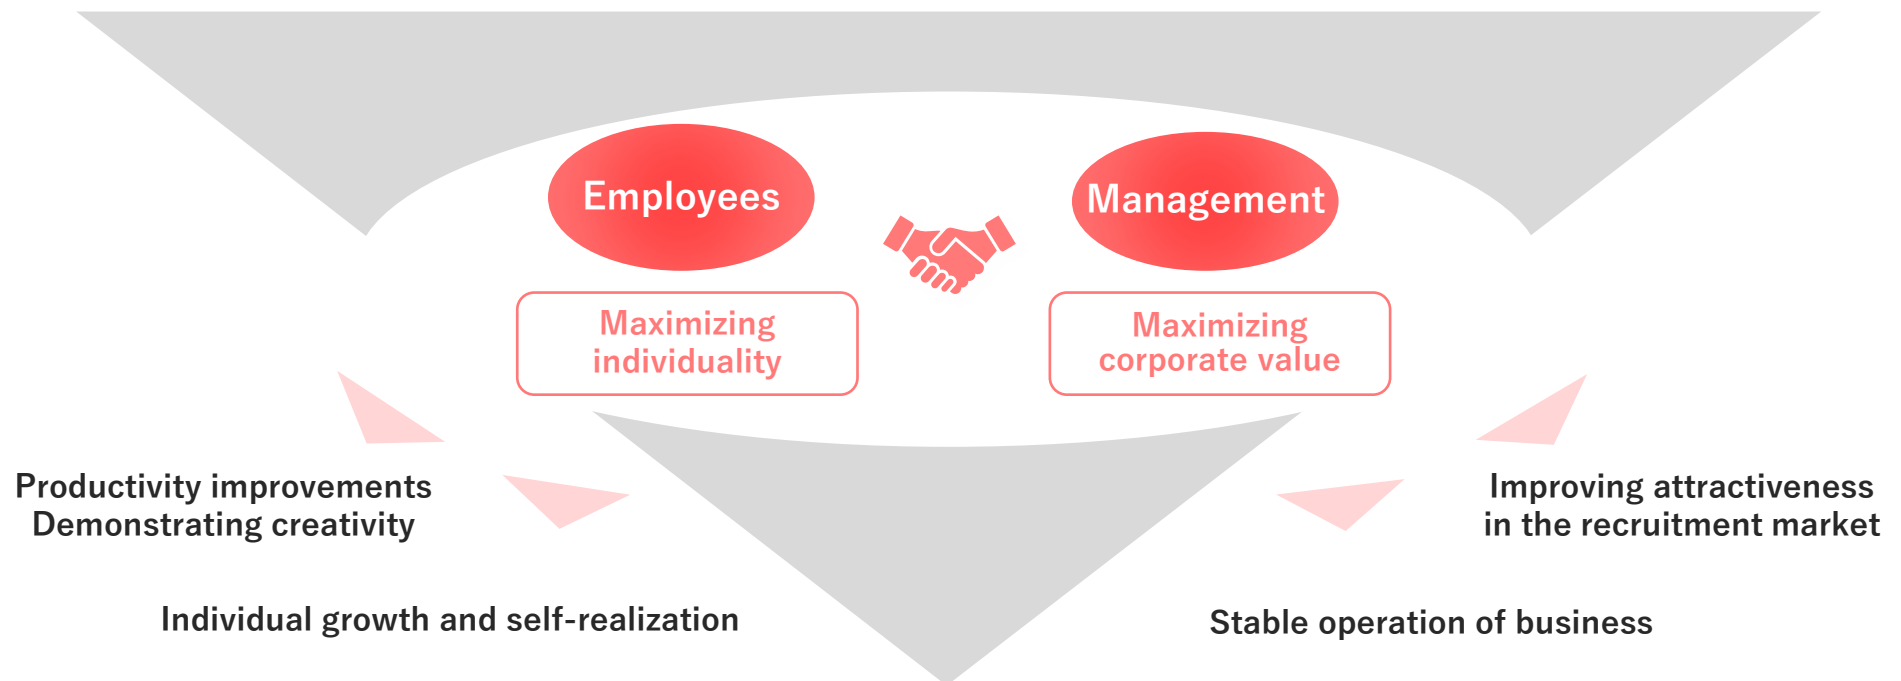 Employees
Management
Maximizing
individuality
Maximizing
corporate value
Productivity improvements
Demonstrating creativity
Improving attractiveness
in the recruitment market
Individual growth and self-realization
Stable operation of business